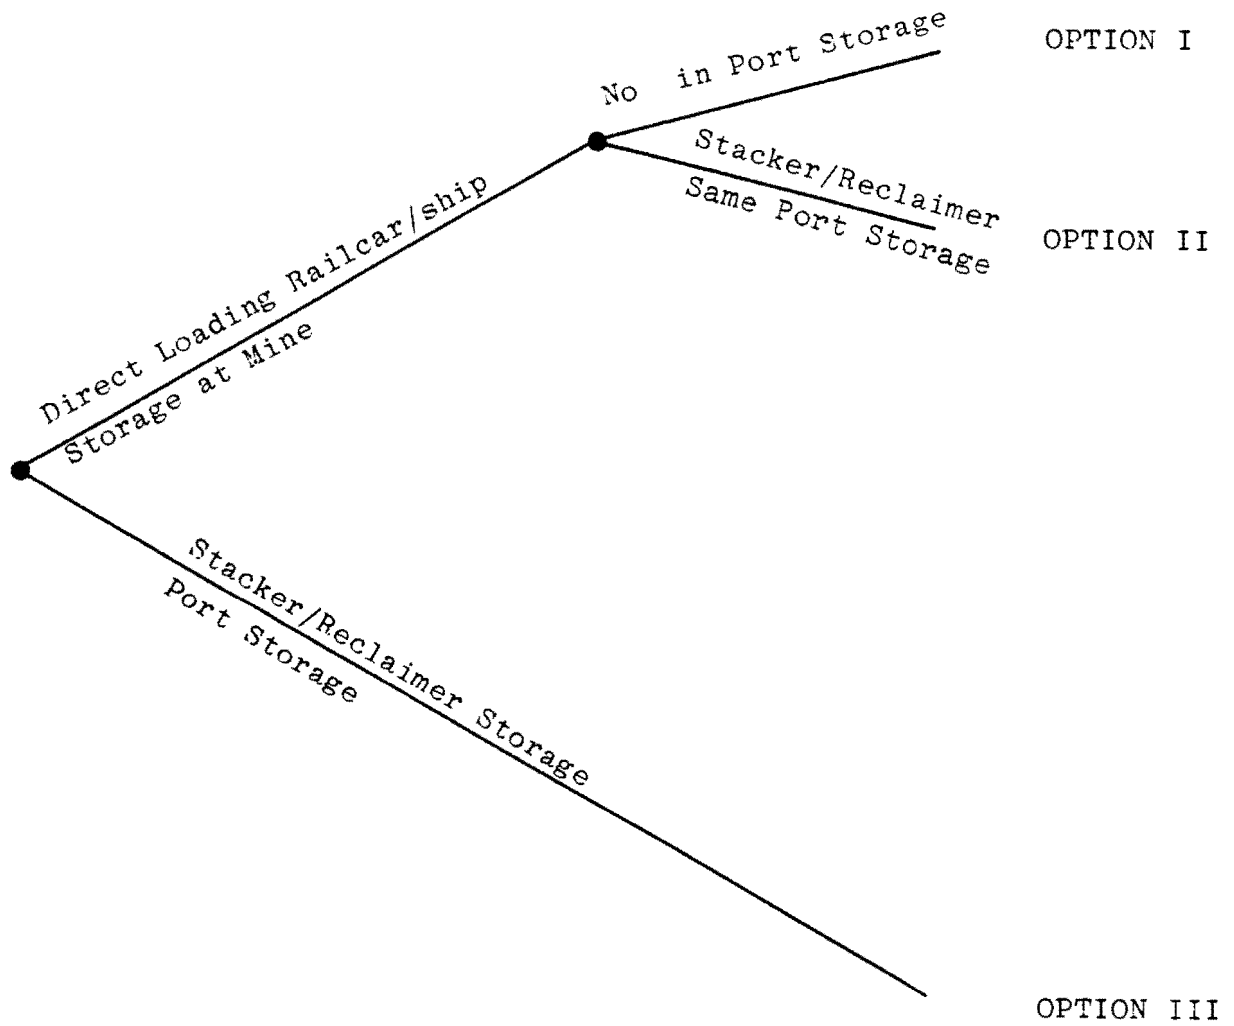 No in Port Storage
OPTION I
Stacker/Reclaimer
Same Port Storage
OPTION II
Direct Loading Railcar/ship
Storage at Mine
Stacker/Reclaimer Storage
Port Storage
OPTION III